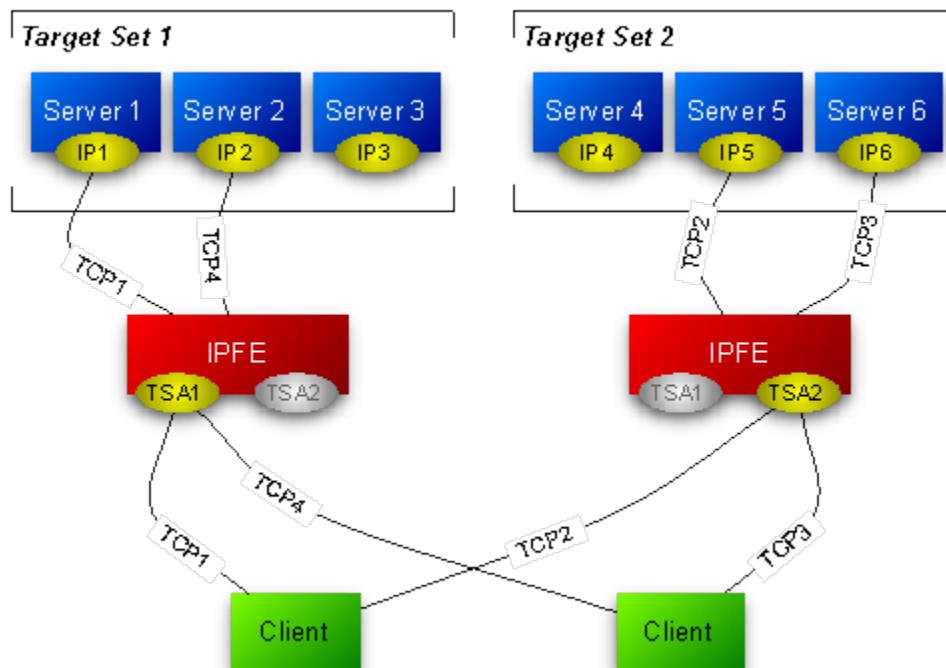 Target Set 1
Target Set 2
Server 1
Server 2
Server 3
Server 4
Server 5
Server 6
IP1
IP2
IP3
IP4
IP5
IP6
TCP1
TCP4
TCP2
TCP3
IPFE
IPFE
TSA1
TSA2
TSA1
TSA2
TCP1
TCP4
TCP2
TCP3
Client
Client